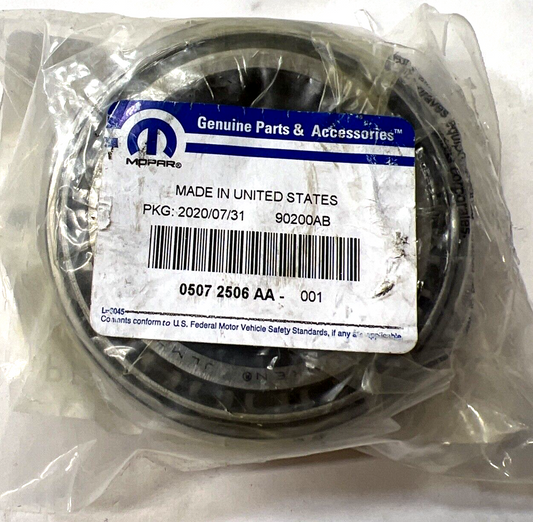 Genuine Parts & Accessories™
MOPAR®
MADE IN UNITED STATES
PKG: 2020/07/31 90200AB
0507 2506 AA - 001
Contents conform to U.S. Federal Motor Vehicle Safety Standards, if any are applicable